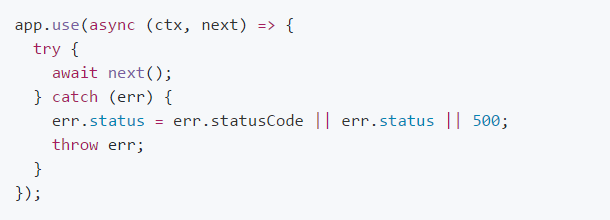 app.use(async (ctx, next) => {
  try {
    await next();
  } catch (err) {
    err.status = err.statusCode || err.status || 500;
    throw err;
  }
});